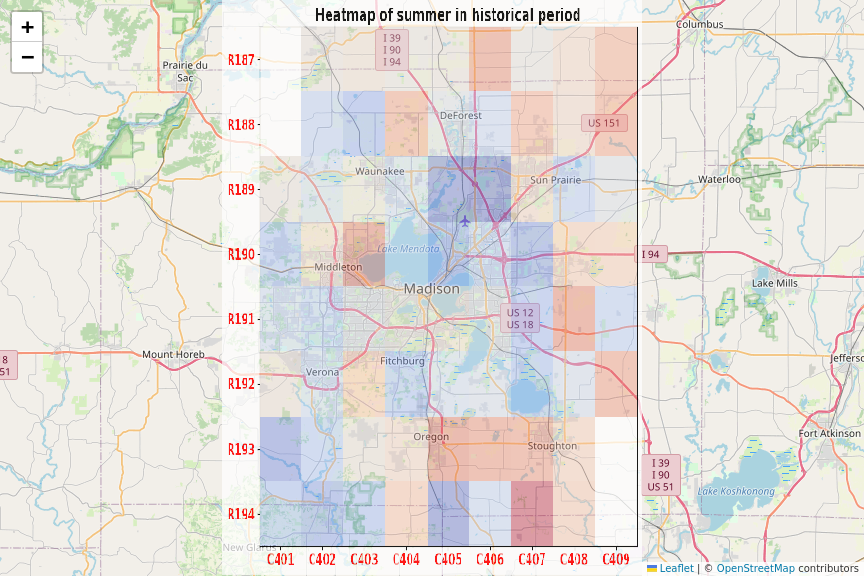 Heatmap of summer in historical period
+
−
Columbus
I 39
I 90
I 94
R187
Prairie du
Sac
DeForest
US 151
R188
Waunakee
Sun Prairie
Waterloo
R189
Lake Mendota
R190
I 94
Middleton
Lake Mills
Madison
R191
US 12
US 18
8
51
Mount Horeb
Fitchburg
Jeffersc
Verona
R192
Oregon
Stoughton
Fort Atkinson
R193
I 39
I 90
US 51
Lake Koshkonong
R194
New Glarus
C401 C402 C403 C404 C405 C406 C407 C408 C409
Leaflet | © OpenStreetMap contributors